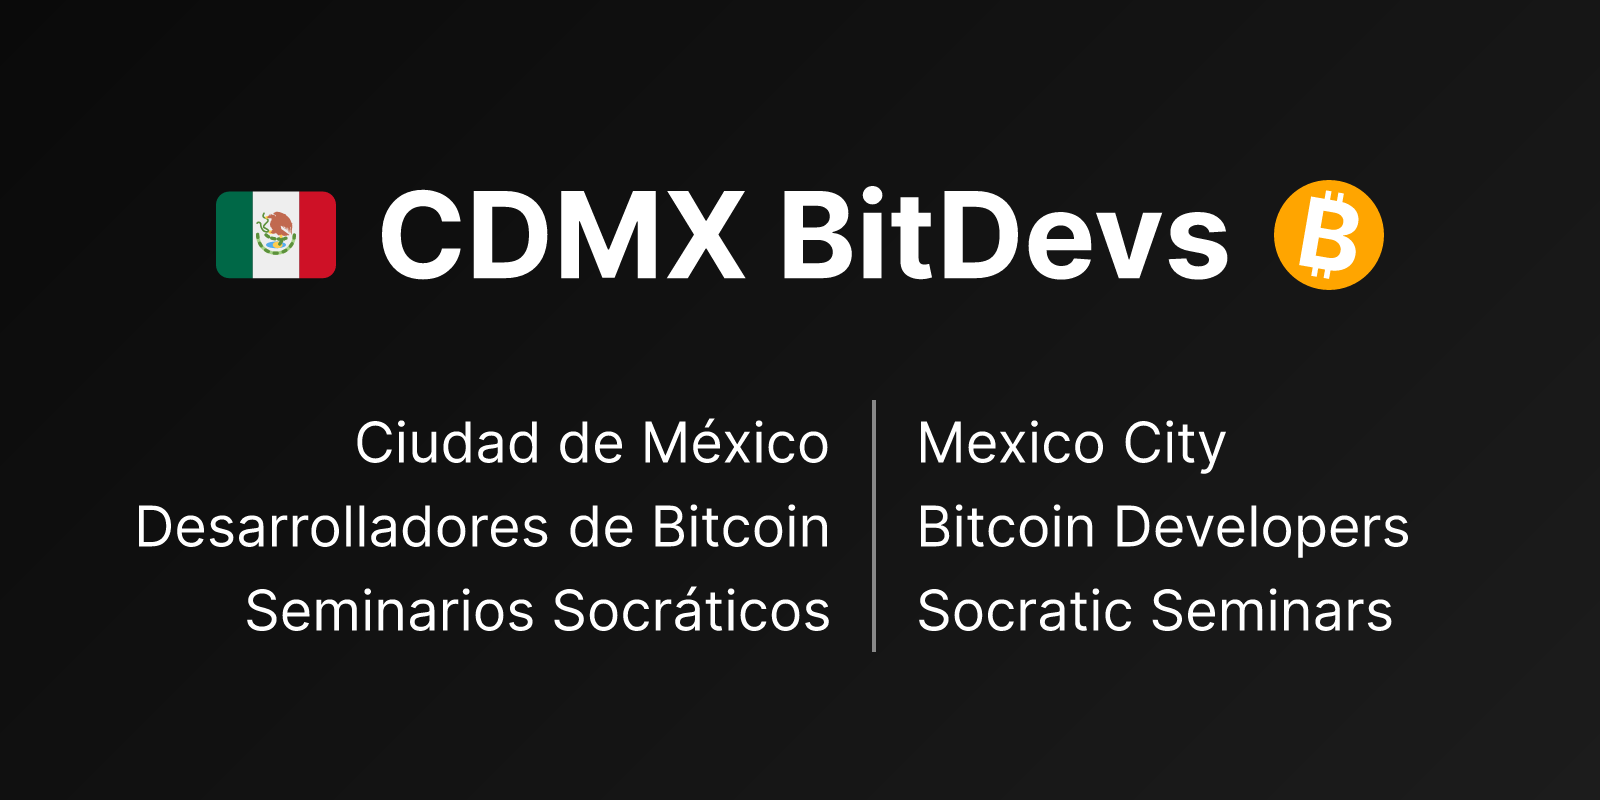 CDMX BitDevs
Ciudad de México
Desarrolladores de Bitcoin
Seminarios Socráticos
Mexico City
Bitcoin Developers
Socratic Seminars